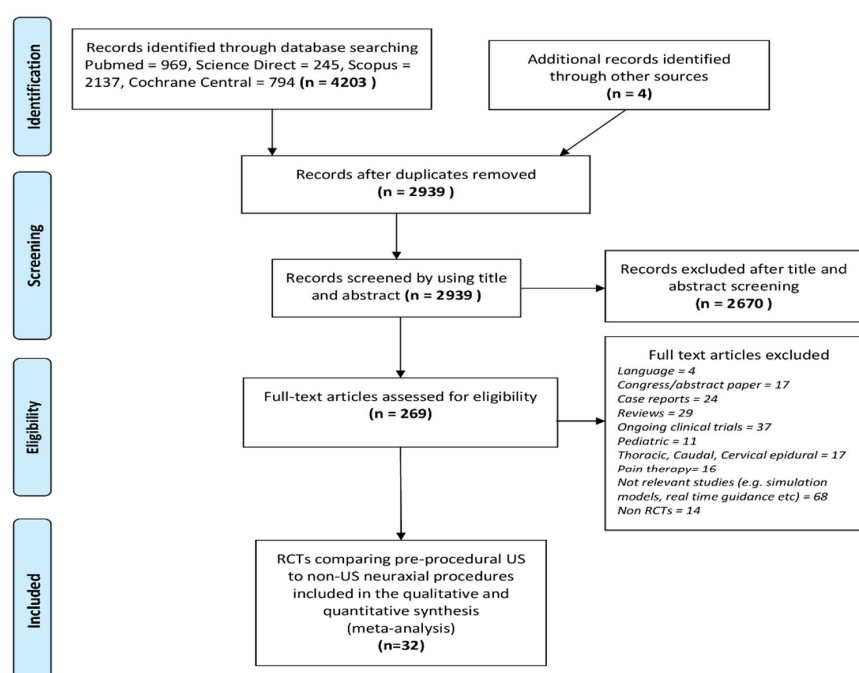 Identification
Records identified through database searching
Pubmed = 969, Science Direct = 245, Scopus =
2137, Cochrane Central = 794 (n = 4203 )
Additional records identified
through other sources
(n = 4)
Records after duplicates removed
(n = 2939 )
Screening
Records screened by using title
and abstract (n = 2939 )
Records excluded after title and
abstract screening
(n = 2670 )
Eligibility
Full-text articles assessed for eligibility
(n = 269)
Full text articles excluded
Language = 4
Congress/abstract paper = 17
Case reports = 24
Reviews = 29
Ongoing clinical trials = 37
Pediatric = 11
Thoracic, Caudal, Cervical epidural = 17
Pain therapy= 16
Not relevant studies (e.g. simulation
models, real time guidance etc) = 68
Non RCTs = 14
Included
RCTs comparing pre-procedural US
to non-US neuraxial procedures
included in the qualitative and
quantitative synthesis
(meta-analysis)
(n=32)